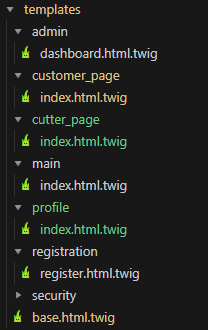 templates
admin
dashboard.html.twig
customer_page
index.html.twig
cutter_page
index.html.twig
main
index.html.twig
profile
index.html.twig
registration
register.html.twig
security
base.html.twig